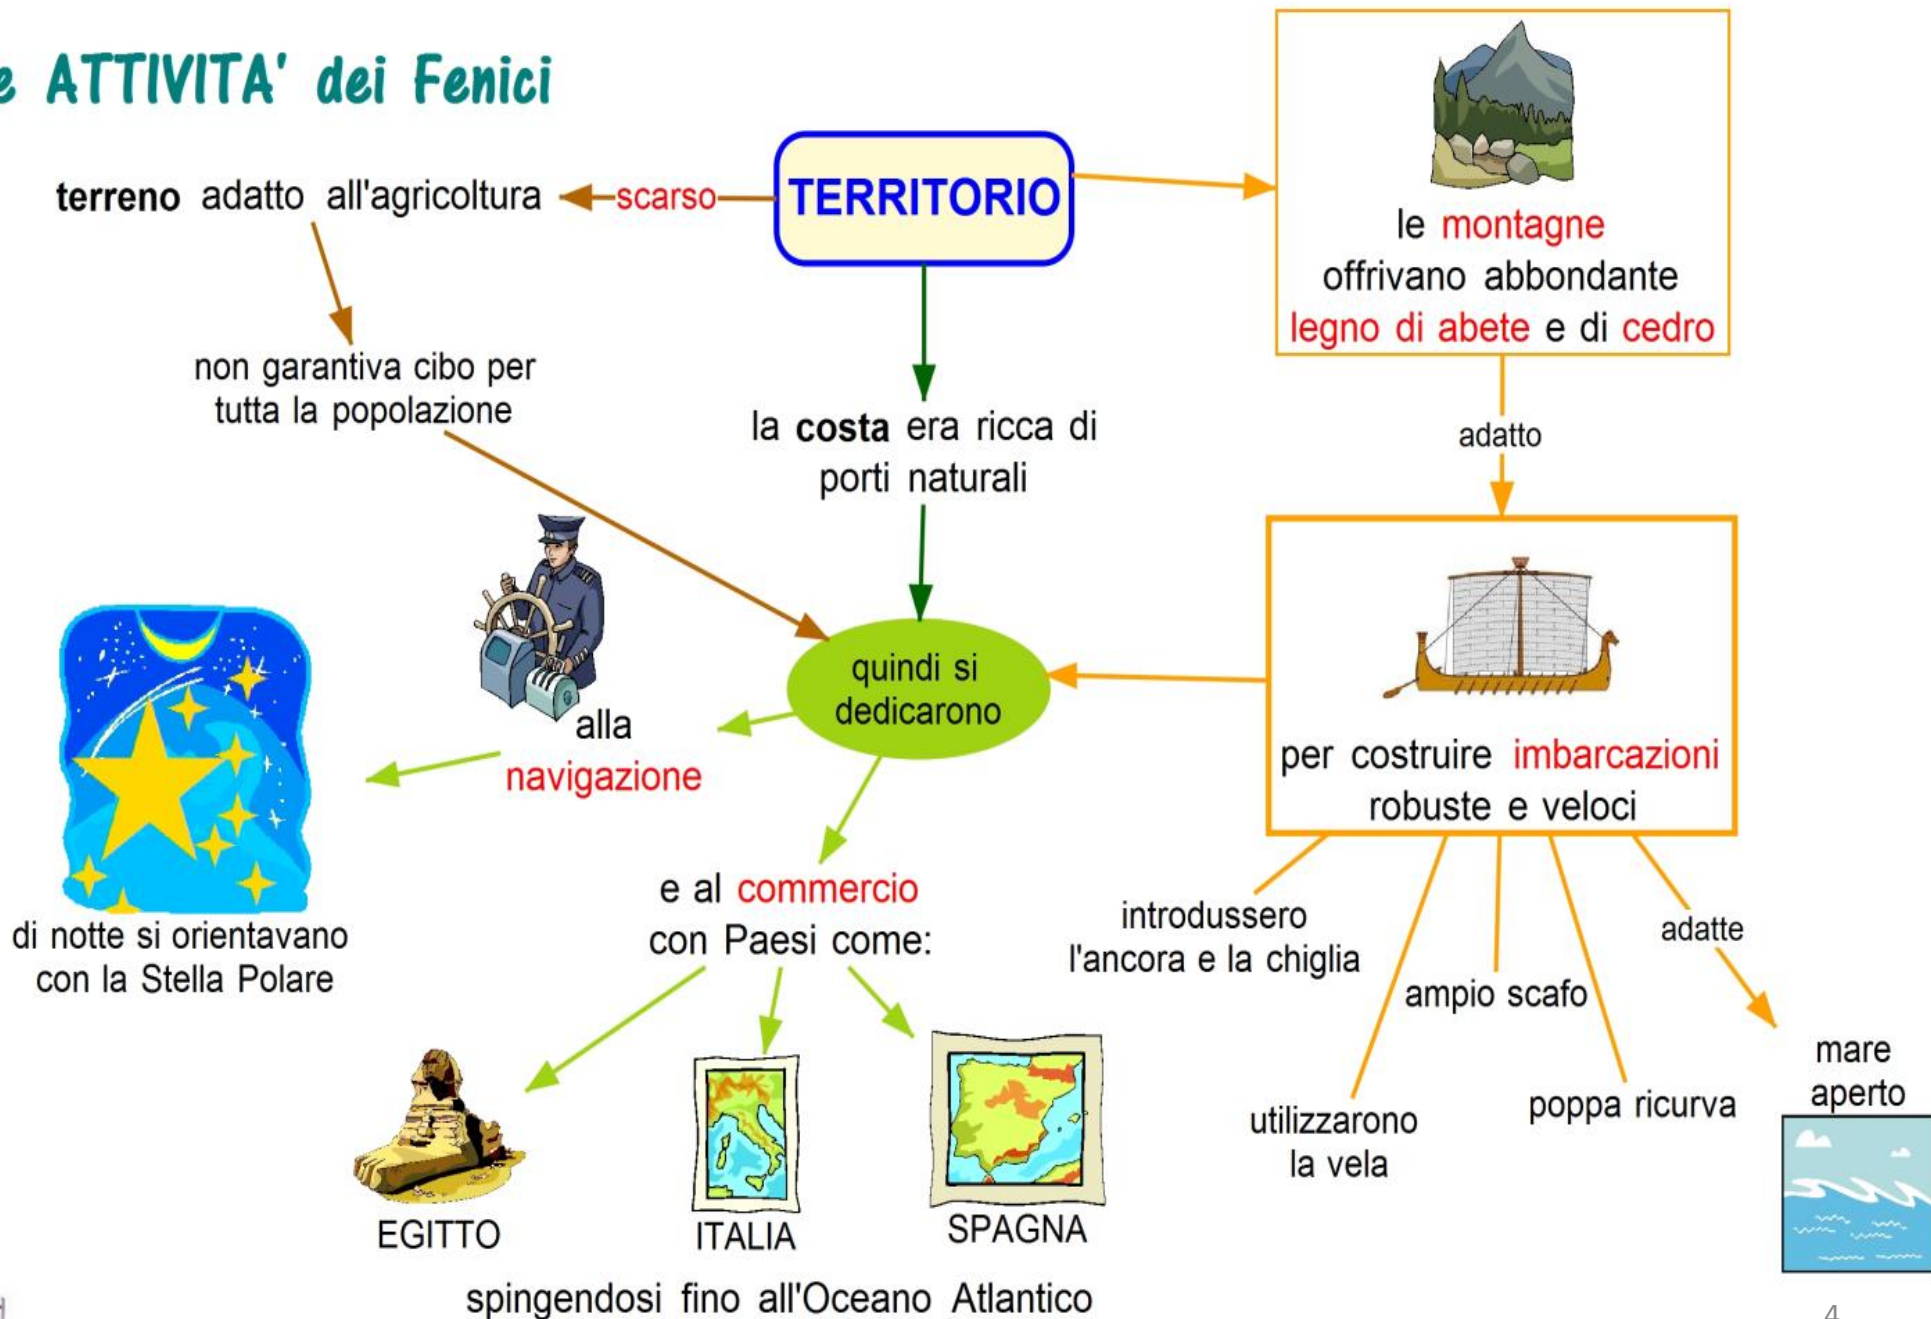 e ATTIVITA' dei Fenici
TERRITORIO
scarso
terreno adatto all'agricoltura
non garantiva cibo per
tutta la popolazione
la costa era ricca di
porti naturali
le montagne
offrivano abbondante
legno di abete e di cedro
adatto
per costruire imbarcazioni
robuste e veloci
introdussero
l'ancora e la chiglia
utilizzarono
la vela
ampio scafo
poppa ricurva
adatte
mare
aperto
quindi si
dedicarono
alla
navigazione
di notte si orientavano
con la Stella Polare
e al commercio
con Paesi come:
EGITTO
ITALIA
SPAGNA
spingendosi fino all'Oceano Atlantico
4